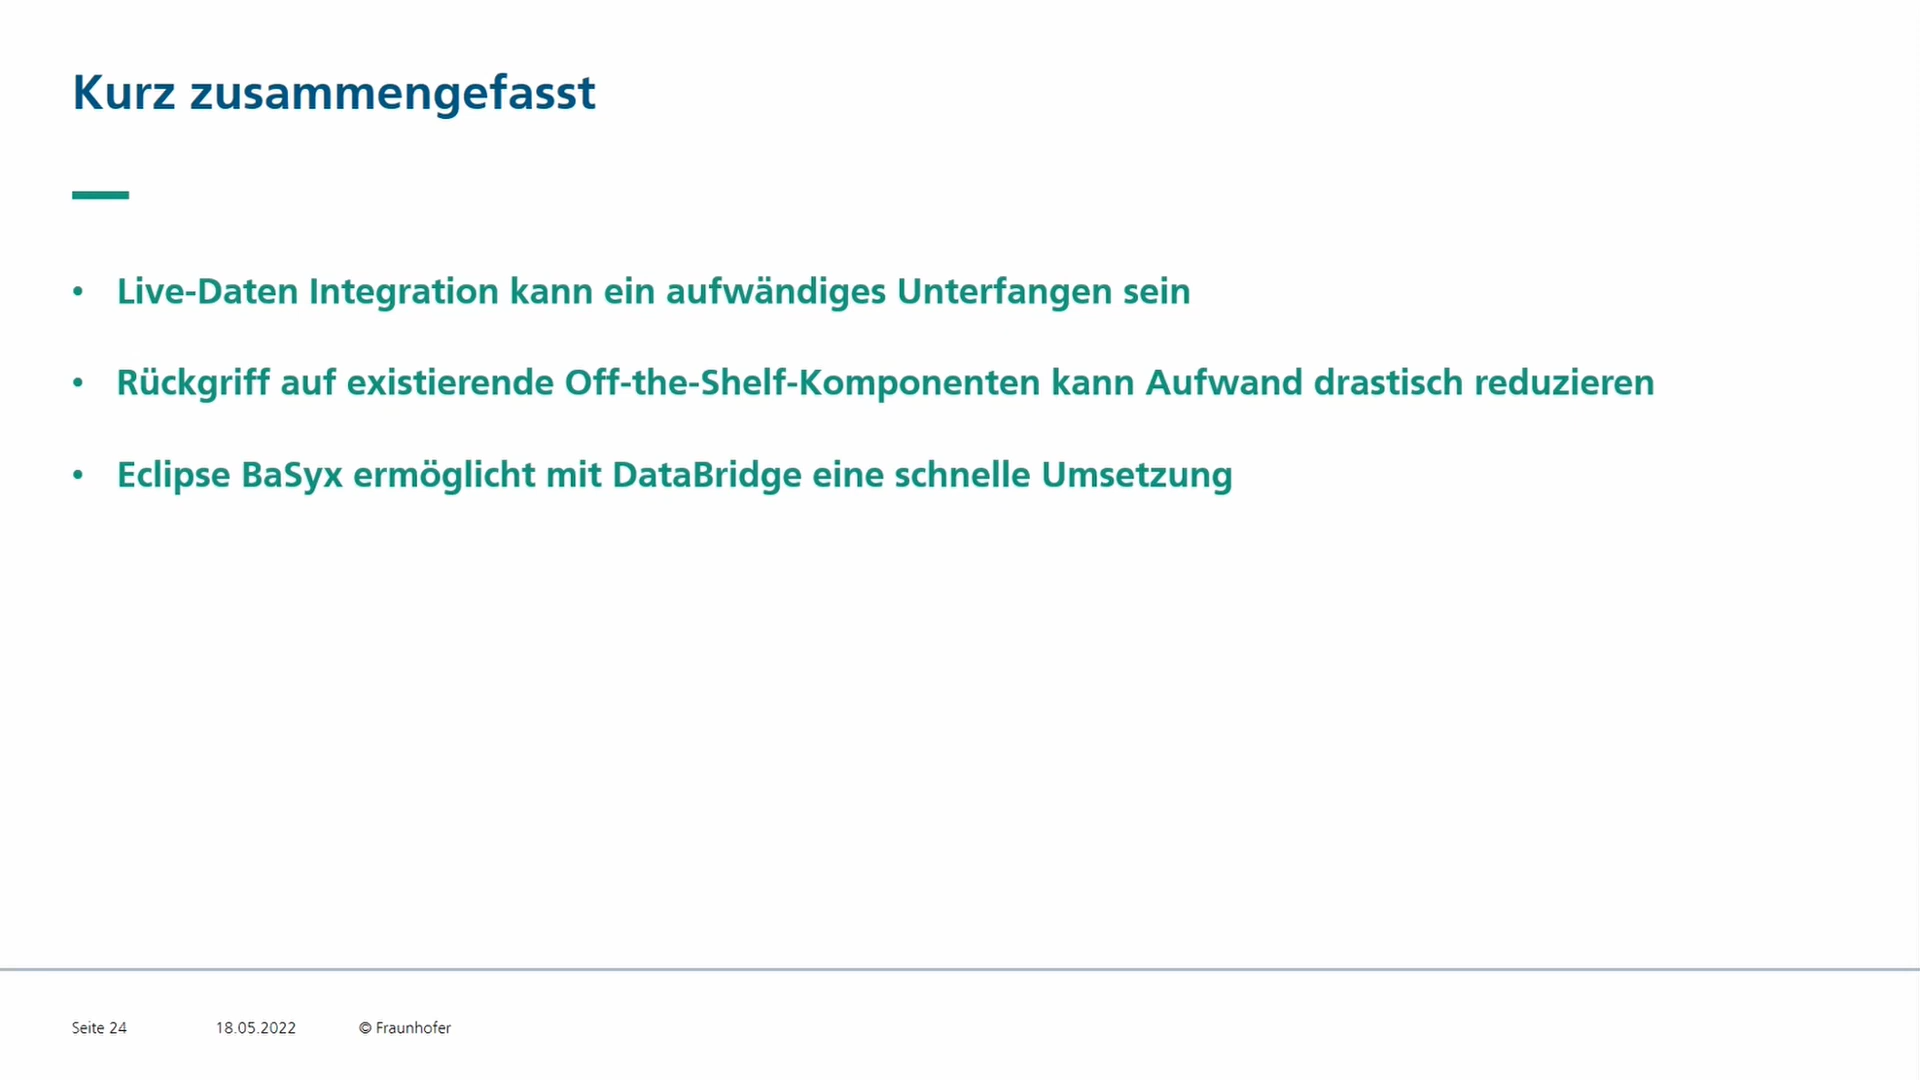 Kurz zusammengefasst
• Live-Daten Integration kann ein aufwändiges Unterfangen sein
• Rückgriff auf existierende Off-the-Shelf-Komponenten kann Aufwand drastisch reduzieren
• Eclipse BaSyx ermöglicht mit DataBridge eine schnelle Umsetzung
Seite 24 18.05.2022 © Fraunhofer